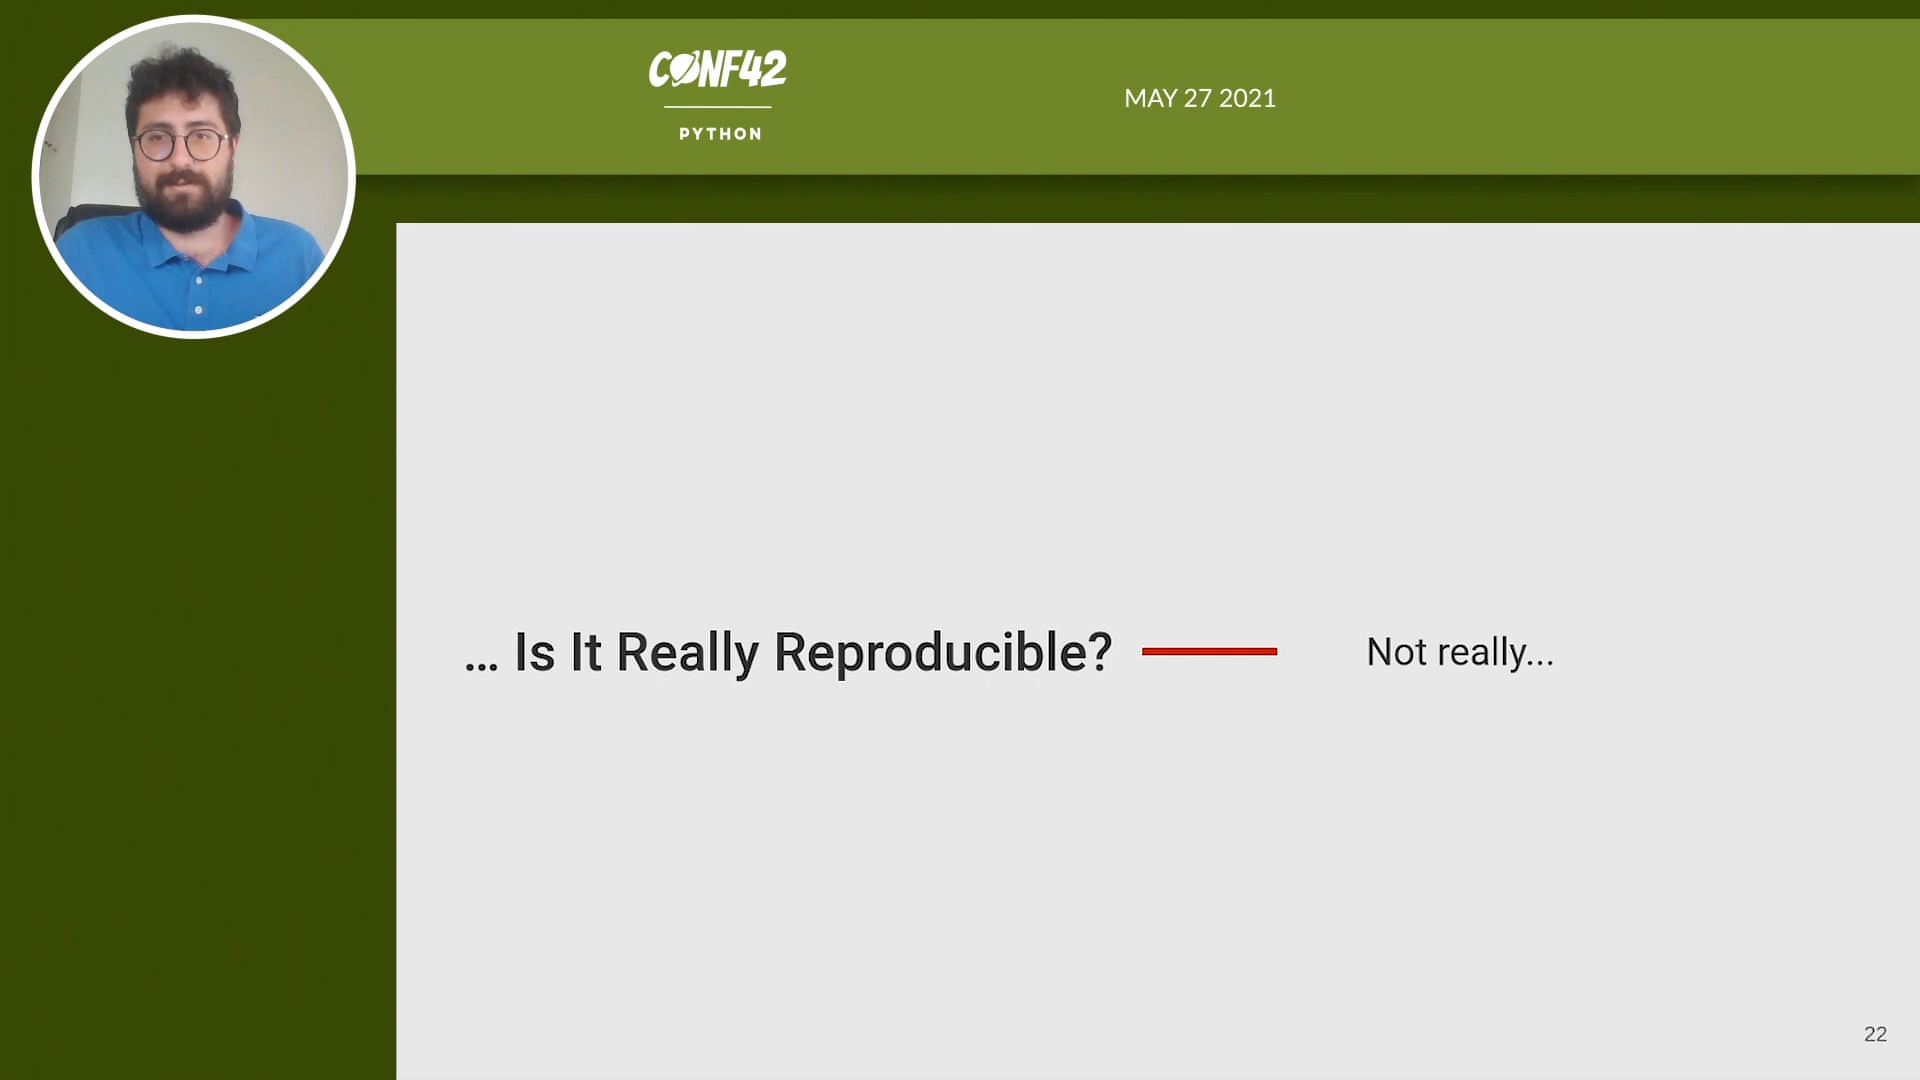 CONF42
PYTHON
MAY 27 2021
... Is It Really Reproducible?
Not really...
22